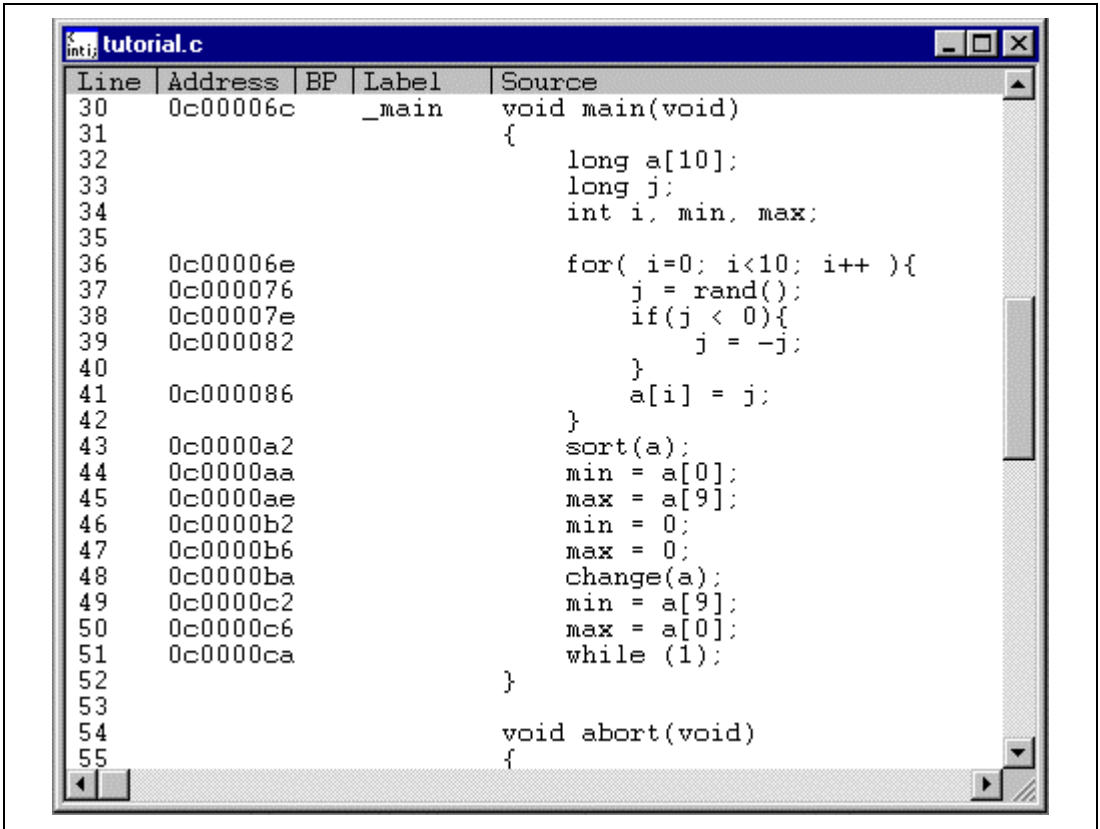 inti; tutorial.c
Line Address BP Label Source
30 0c00006c _main void main(void)
31 {
32 long a[10];
33 long j;
34 int i, min, max;
35
36 0c00006e for( i=0; i<10; i++ ){
37 0c000076 j = rand();
38 0c00007e if(j < 0){
39 0c000082 j = -j;
40 }
41 0c000086 a[i] = j;
42 }
43 0c0000a2 sort(a);
44 0c0000aa min = a[0];
45 0c0000ae max = a[9];
46 0c0000b2 min = 0;
47 0c0000b6 max = 0;
48 0c0000ba change(a);
49 0c0000c2 min = a[9];
50 0c0000c6 max = a[0];
51 0c0000ca while (1);
52 }
53
54 void abort(void)
55 {